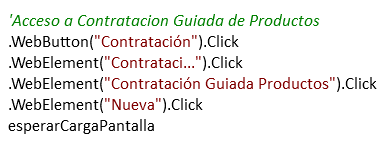 'Acceso a Contratacion Guiada de Productos
.WebButton("Contratación").Click
.WebElement("Contrataci...").Click
.WebElement("Contratación Guiada Productos").Click
.WebElement("Nueva").Click
esperarCargaPantalla